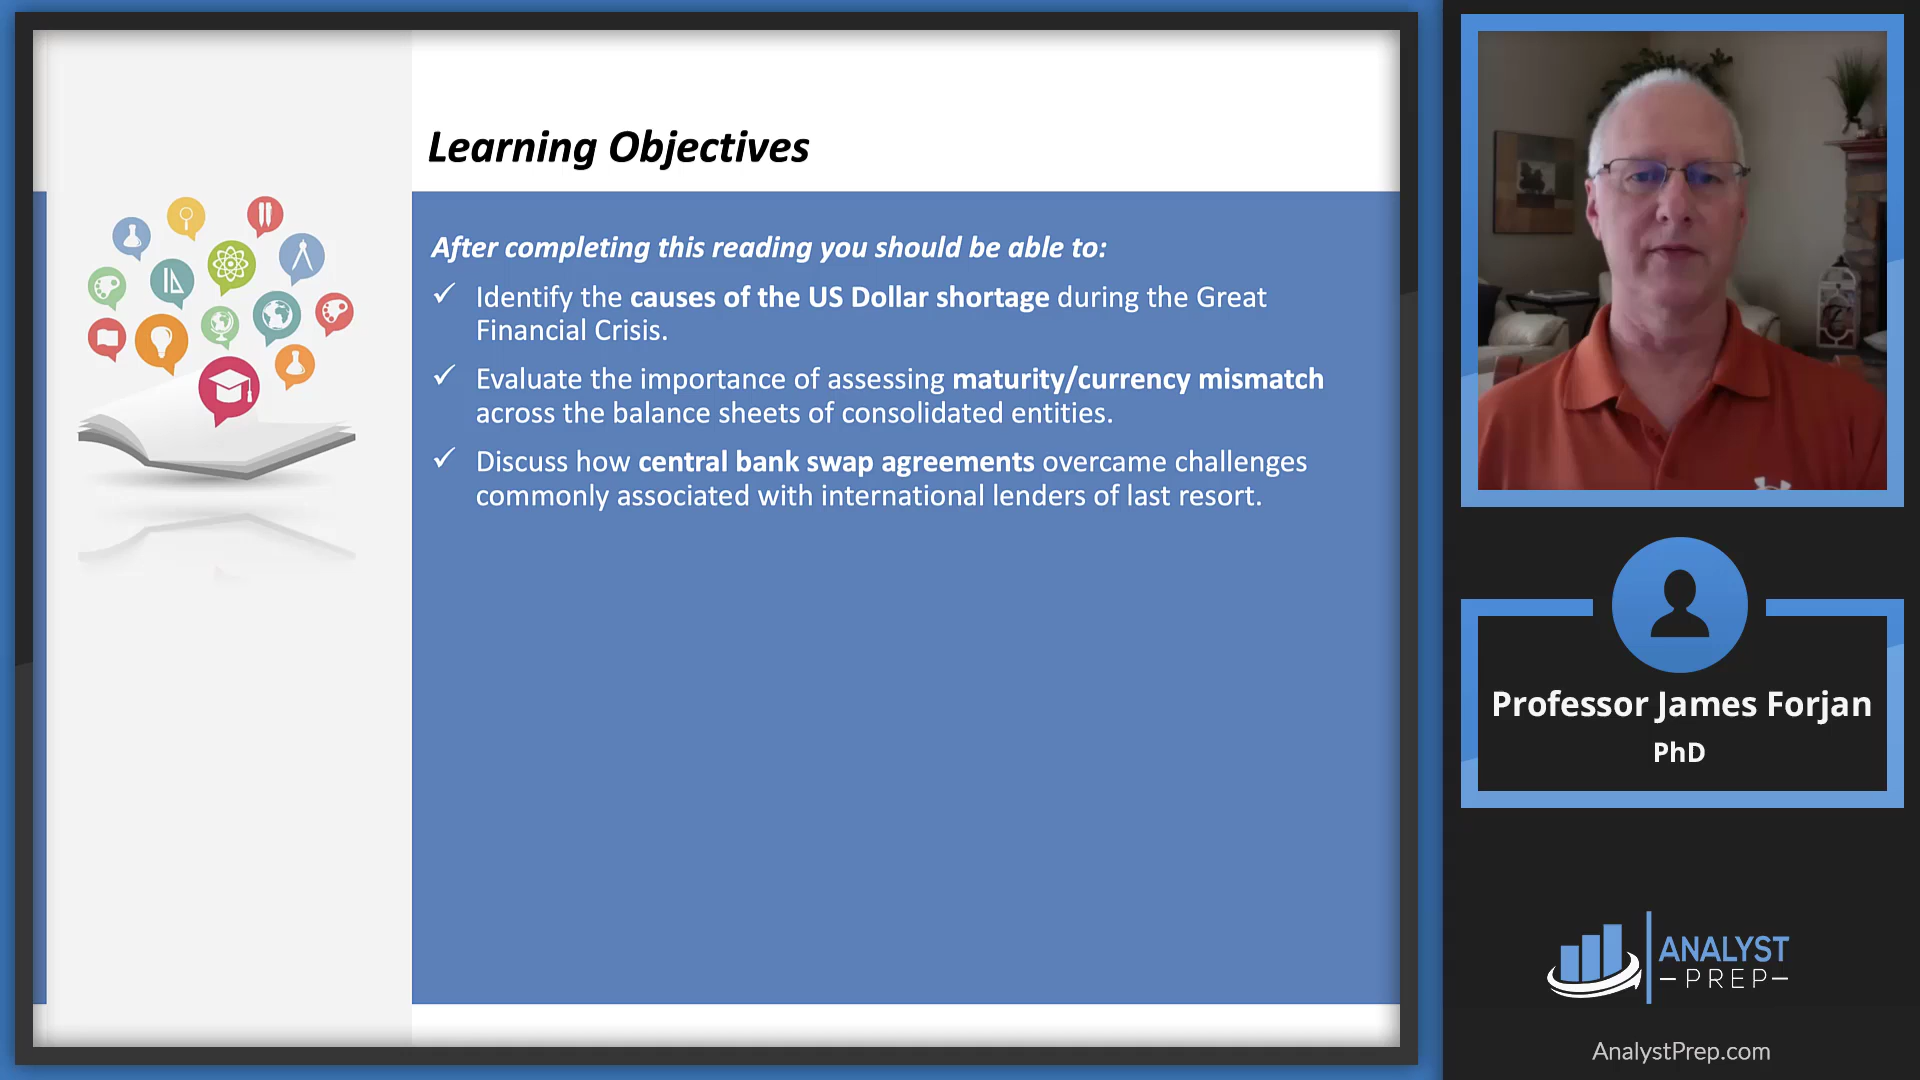 Learning Objectives
After completing this reading you should be able to:
✓ Identify the causes of the US Dollar shortage during the Great
Financial Crisis.
✓ Evaluate the importance of assessing maturity/currency mismatch
across the balance sheets of consolidated entities.
✓ Discuss how central bank swap agreements overcame challenges
commonly associated with international lenders of last resort.
Professor James Forjan
PhD
ANALYST
PREP
AnalystPrep.com